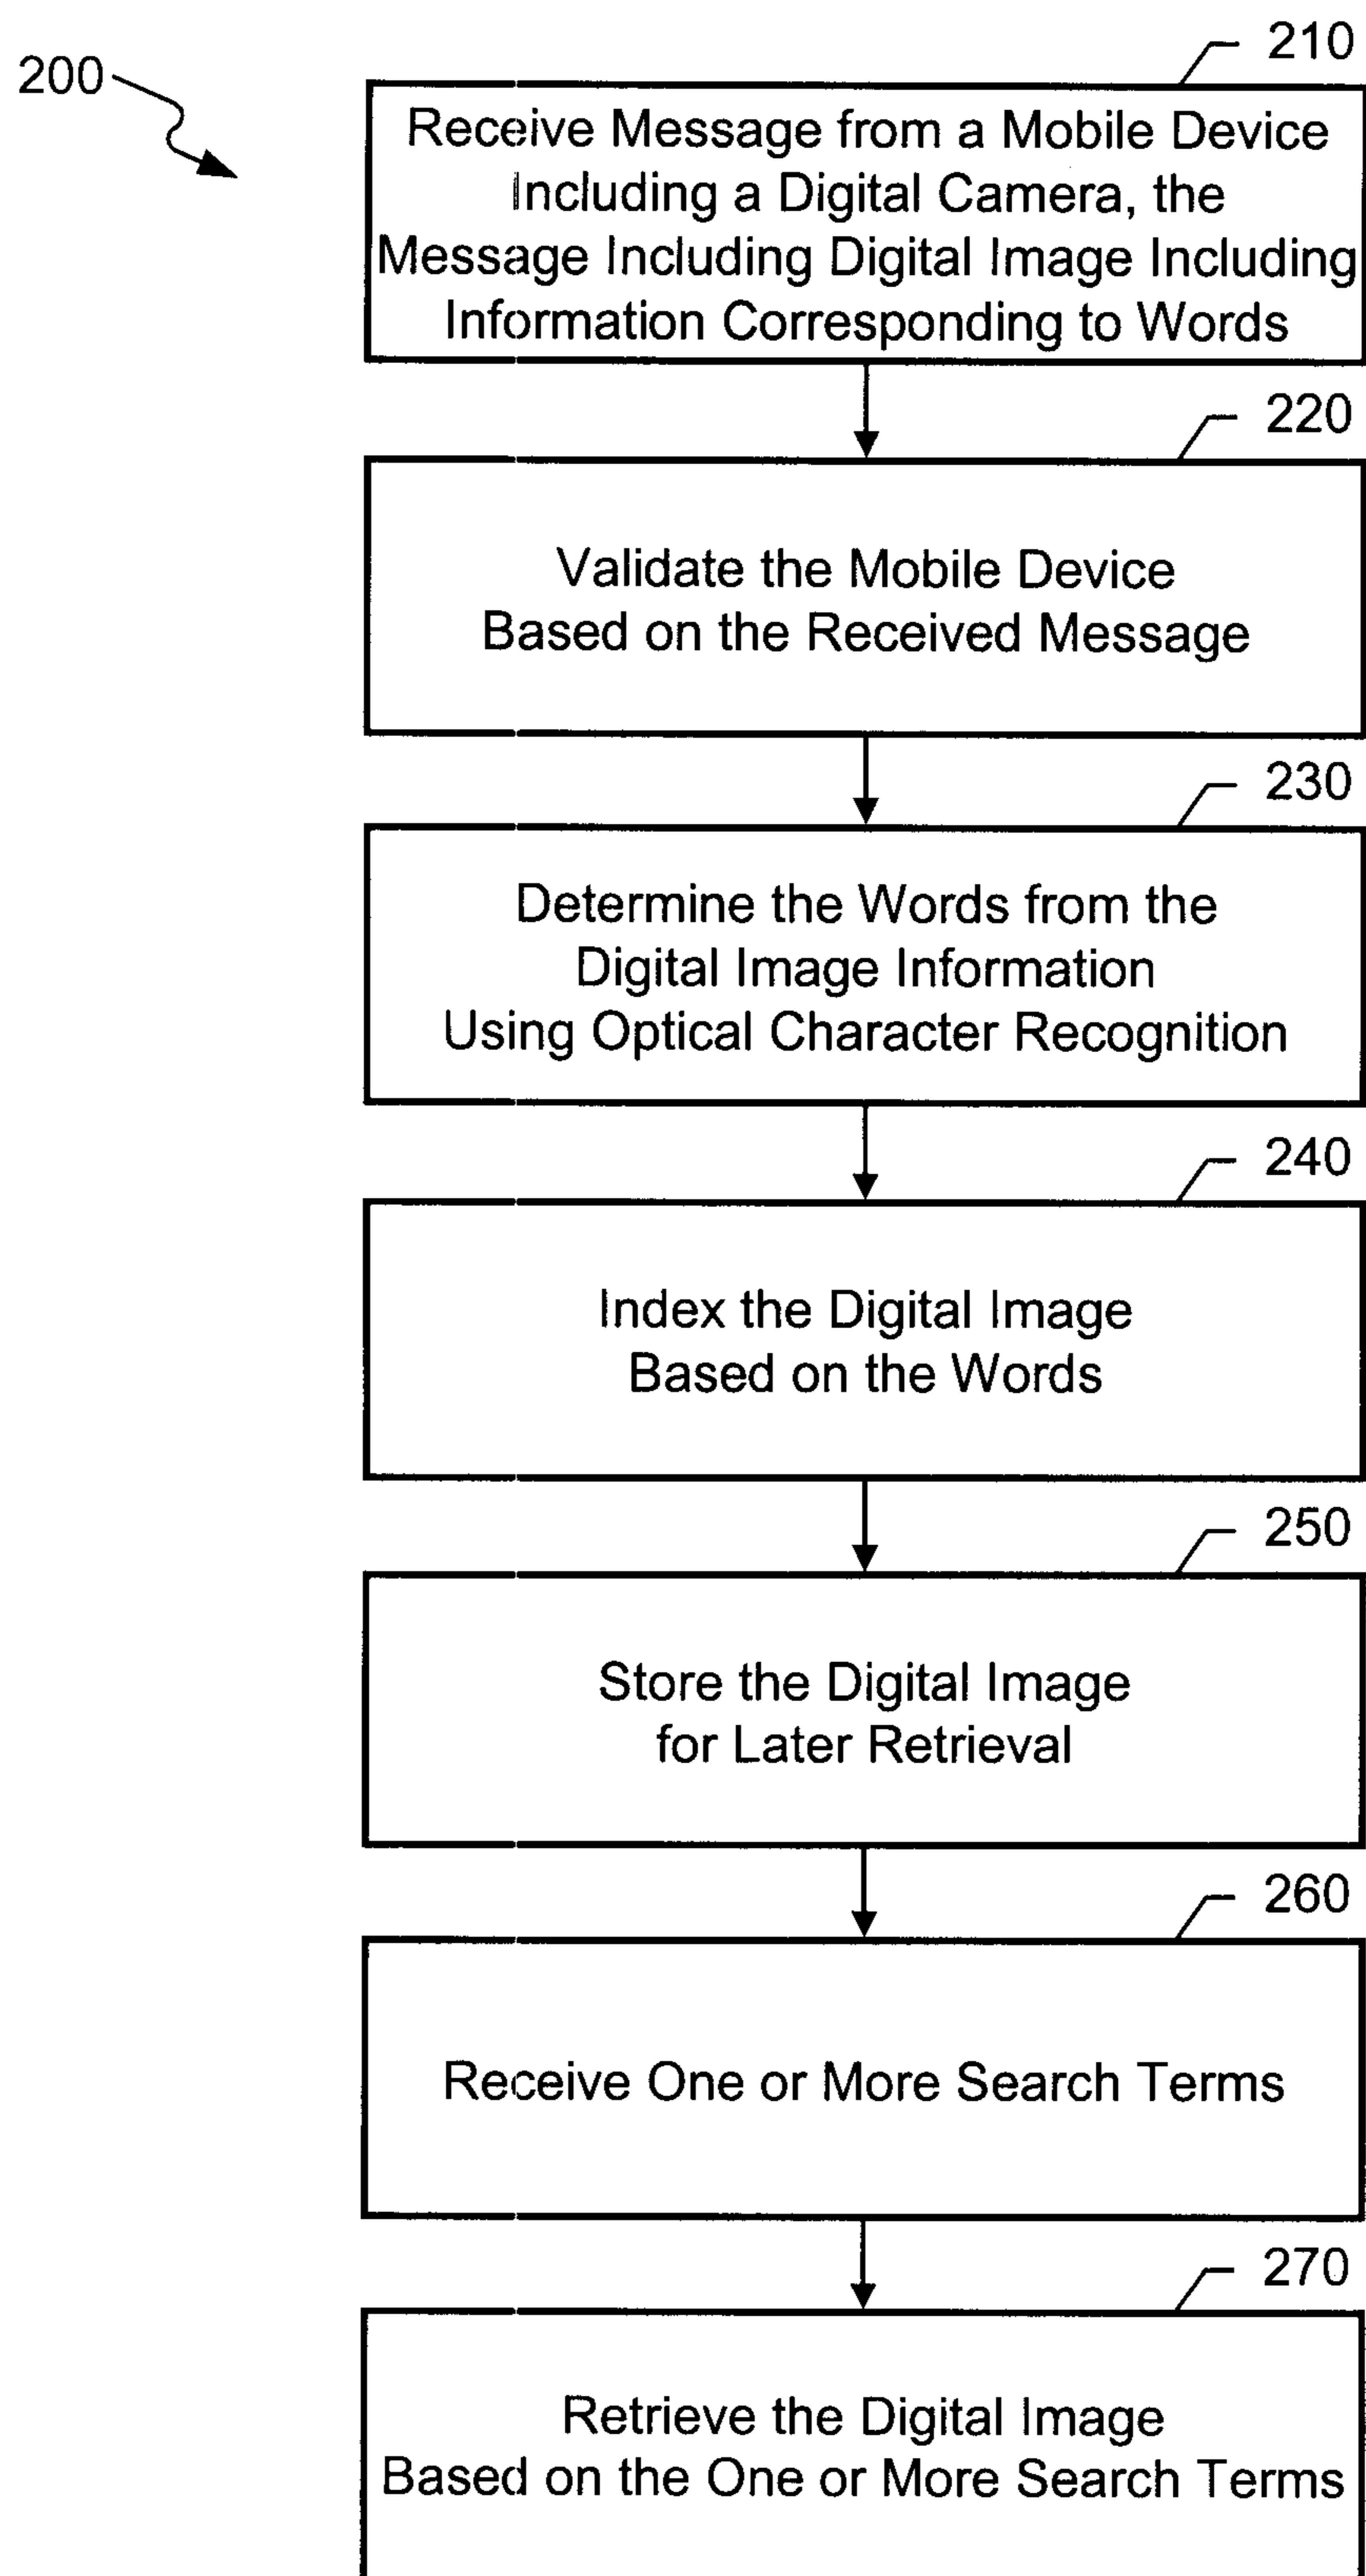 200
210
Receive Message from a Mobile Device
Including a Digital Camera, the
Message Including Digital Image Including
Information Corresponding to Words
220
Validate the Mobile Device
Based on the Received Message
230
Determine the Words from the
Digital Image Information
Using Optical Character Recognition
240
Index the Digital Image
Based on the Words
250
Store the Digital Image
for Later Retrieval
260
Receive One or More Search Terms
270
Retrieve the Digital Image
Based on the One or More Search Terms